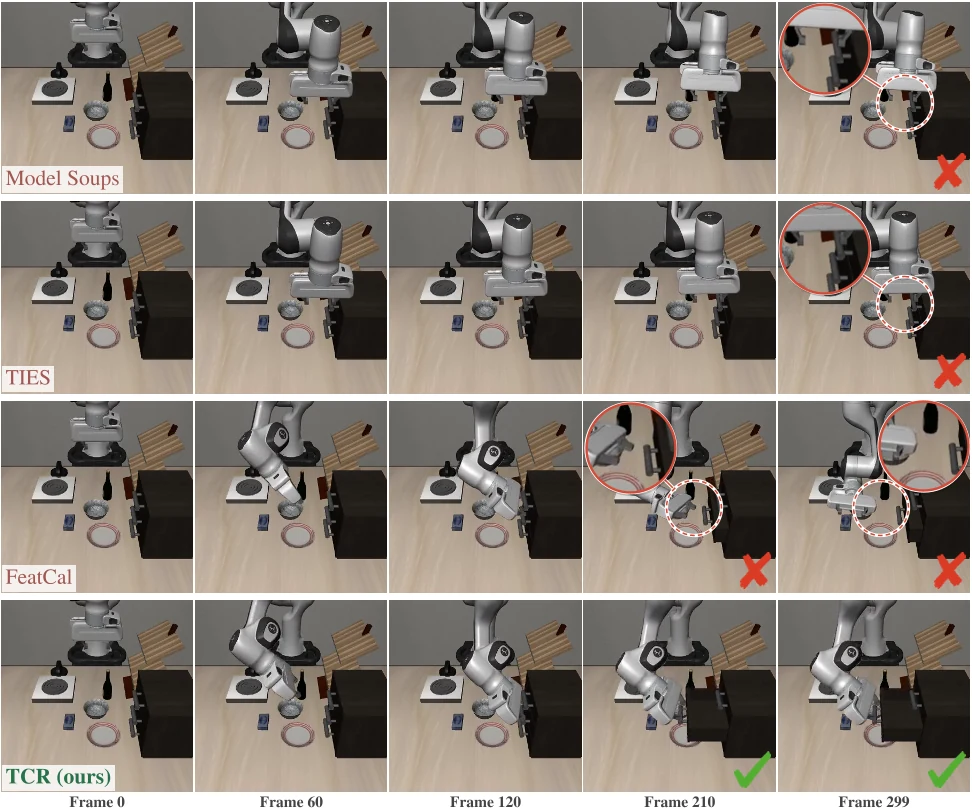 Model Soups
TIES
FeatCal
TCR (ours)
Frame 0
Frame 60
Frame 120
Frame 210
Frame 299